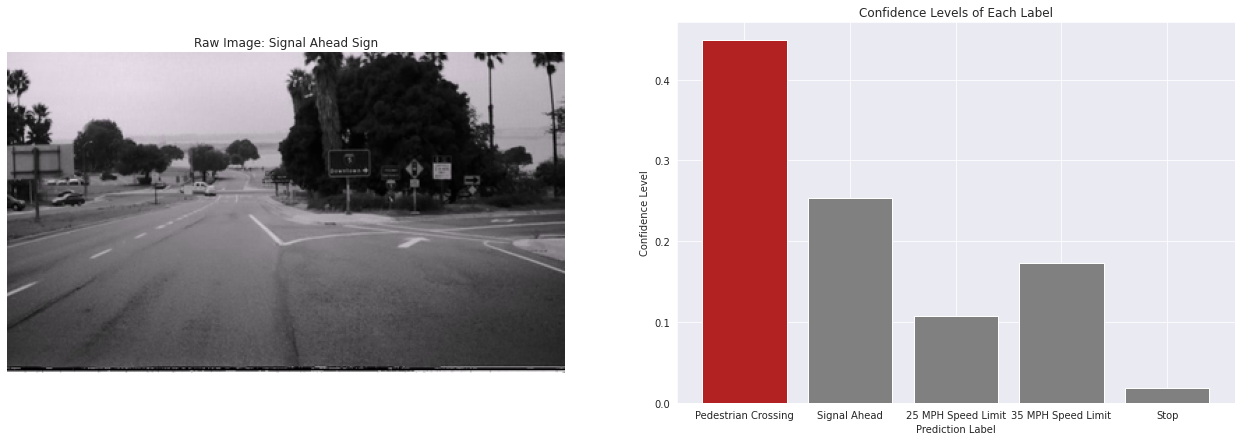 Raw Image: Signal Ahead Sign
Downtown
Confidence Levels of Each Label
Confidence Level
0.4
0.3
0.2
0.1
0.0
Pedestrian Crossing Signal Ahead 25 MPH Speed Limit 35 MPH Speed Limit Stop
Prediction Label